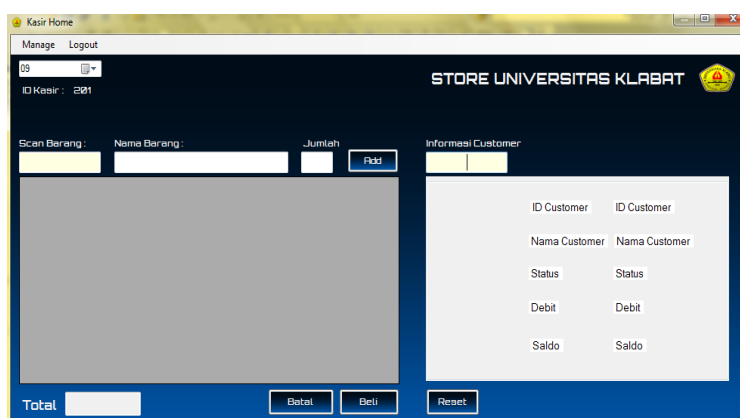 Kasir Home
Manage Logout
09
ID Kasir : 201
STORE UNIVERSITAS KLABAT
Scan Barang :
Nama Barang :
Jumlah
Add
Informasi Customer
ID Customer ID Customer
Nama Customer Nama Customer
Status Status
Debit Debit
Saldo Saldo
Total
Batal
Beli
Reset